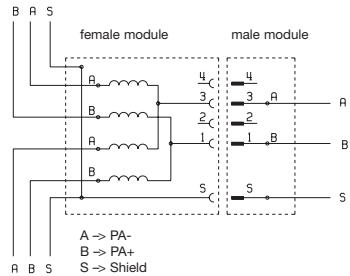 B A S
female module male module
4 4
A
3 3 A A
B
2 2
1 1 B B
A
B
S S S
A –> PA-
B –> PA+
S –> Shield
A B S